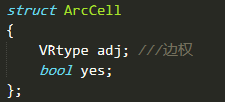 struct ArcCell
{
VRtype adj; ///边权
bool yes;
};